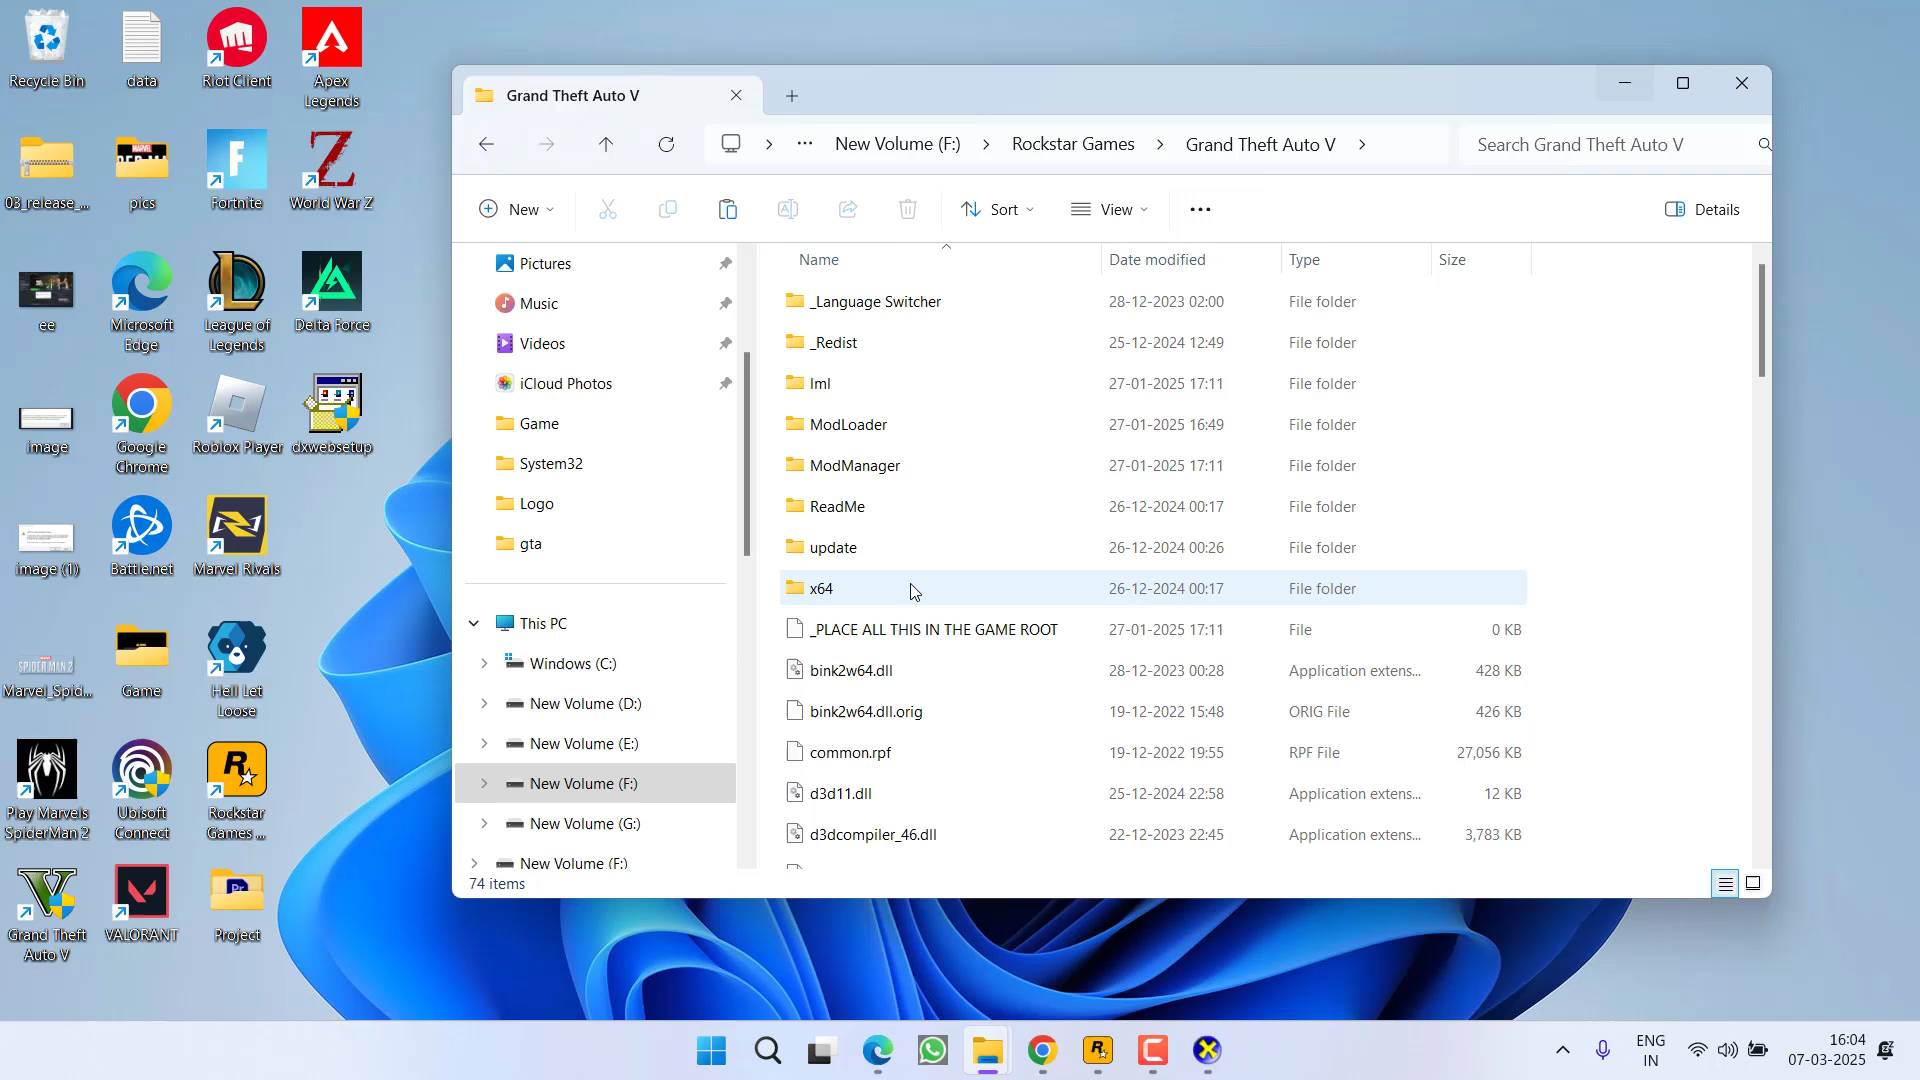 Recycle Bin
data
Riot Client
Apex
Legends
03_release_...
pics
Fortnite
World War Z
ee
Microsoft
Edge
League of
Legends
Delta Force
image
Google
Chrome
Roblox Player
dxwebsetup
image (1)
Battle.net
Marvel Rivals
Marvel_Spid...
Game
Hell Let
Loose
Play Marvels
SpiderMan 2
Ubisoft
Connect
Rockstar
Games ...
Grand Theft
Auto V
VALORANT
Project
Grand Theft Auto V
New Volume (F:)
Rockstar Games
Grand Theft Auto V
Search Grand Theft Auto V
New
Sort
View
Details
Pictures
Music
Videos
iCloud Photos
Game
System32
Logo
gta
This PC
Windows (C:)
New Volume (D:)
New Volume (E:)
New Volume (F:)
New Volume (G:)
New Volume (F:)
Name Date modified Type Size
_Language Switcher 28-12-2023 02:00 File folder
_Redist 25-12-2024 12:49 File folder
lml 27-01-2025 17:11 File folder
ModLoader 27-01-2025 16:49 File folder
ModManager 27-01-2025 17:11 File folder
ReadMe 26-12-2024 00:17 File folder
update 26-12-2024 00:26 File folder
x64 26-12-2024 00:17 File folder
_PLACE ALL THIS IN THE GAME ROOT 27-01-2025 17:11 File 0 KB
bink2w64.dll 28-12-2023 00:28 Application extens... 428 KB
bink2w64.dll.orig 19-12-2022 15:48 ORIG File 426 KB
common.rpf 19-12-2022 19:55 RPF File 27,056 KB
d3d11.dll 25-12-2024 22:58 Application extens... 12 KB
d3dcompiler_46.dll 22-12-2023 22:45 Application extens... 3,783 KB
74 items
ENG
IN
16:04
07-03-2025